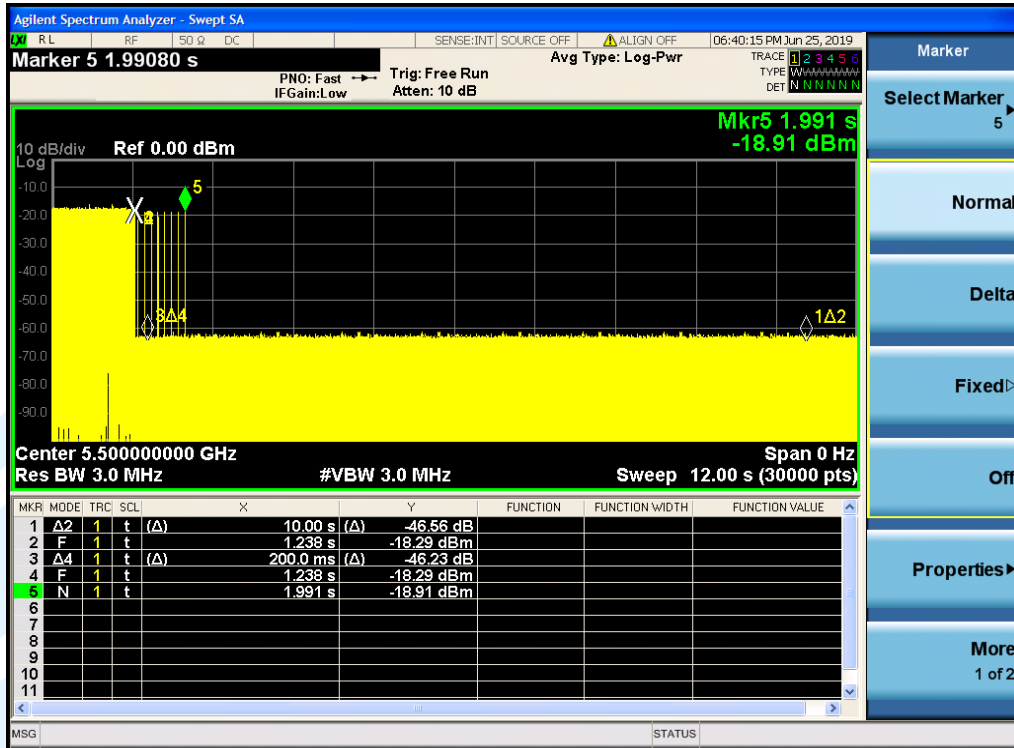 Agilent Spectrum Analyzer - Swept SA
LXI RL RF 50 Ω DC SENSE:INT SOURCE OFF ALIGN OFF 06:40:15 PM Jun 25, 2019
Marker 5 1.99080 s
PNO: Fast
IFGain:Low
Trig: Free Run
Atten: 10 dB
Avg Type: Log-Pwr
TRACE 1 2 3 4 5 6
TYPE WWWWWW
DET N N N N N N
Mkr5 1.991 s
-18.91 dBm
10 dB/div Ref 0.00 dBm
Log
-10.0
-20.0
-30.0
-40.0
-50.0
-60.0
-70.0
-80.0
-90.0
5
3Δ4
1Δ2
Center 5.500000000 GHz Span 0 Hz
Res BW 3.0 MHz #VBW 3.0 MHz Sweep 12.00 s (30000 pts)
MKR MODE TRC SCL X Y FUNCTION FUNCTION WIDTH FUNCTION VALUE
1 Δ2 1 t (Δ) 10.00 s (Δ) -46.56 dB
2 F 1 t 1.238 s -18.29 dBm
3 Δ4 1 t (Δ) 200.0 ms (Δ) -46.23 dB
4 F 1 t 1.238 s -18.29 dBm
5 N 1 t 1.991 s -18.91 dBm
6
7
8
9
10
11
MSG STATUS
Marker
Select Marker
5
Normal
Delta
Fixed
Off
Properties
More
1 of 2